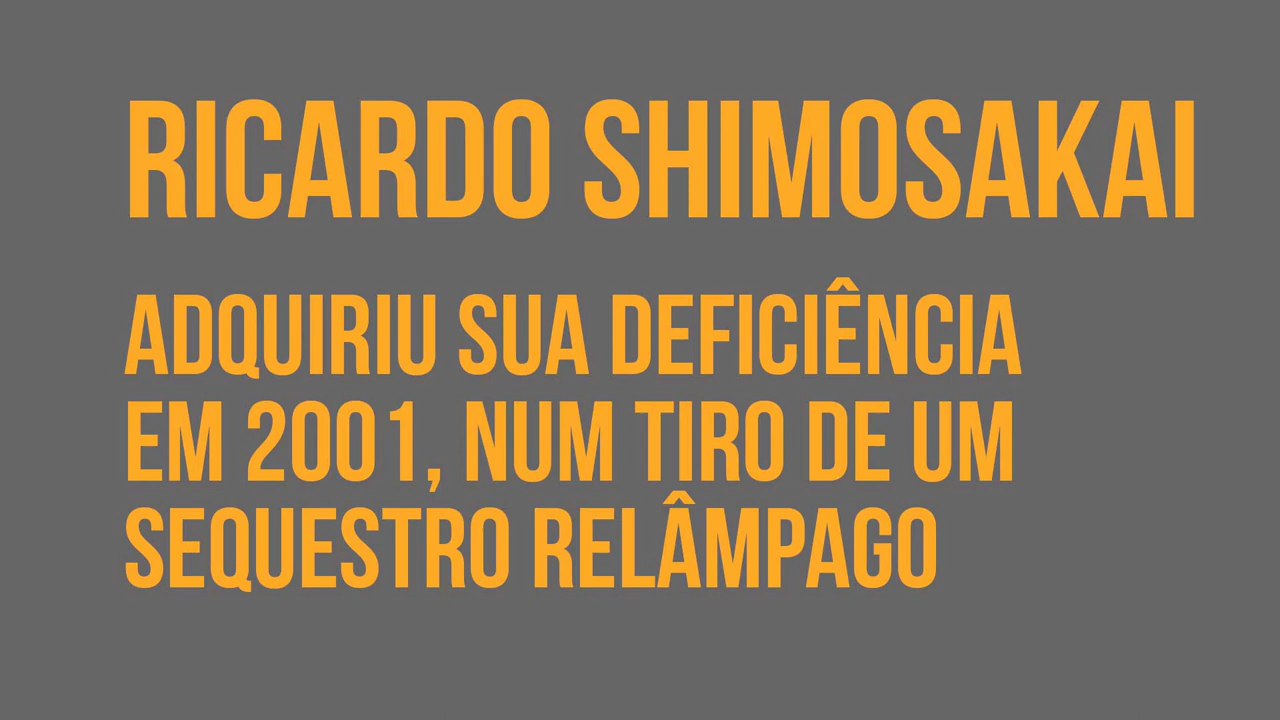 RICARDO SHIMOSAKAI
ADQUIRIU SUA DEFICIÊNCIA
EM 2001, NUM TIRO DE UM
SEQUESTRO RELÂMPAGO